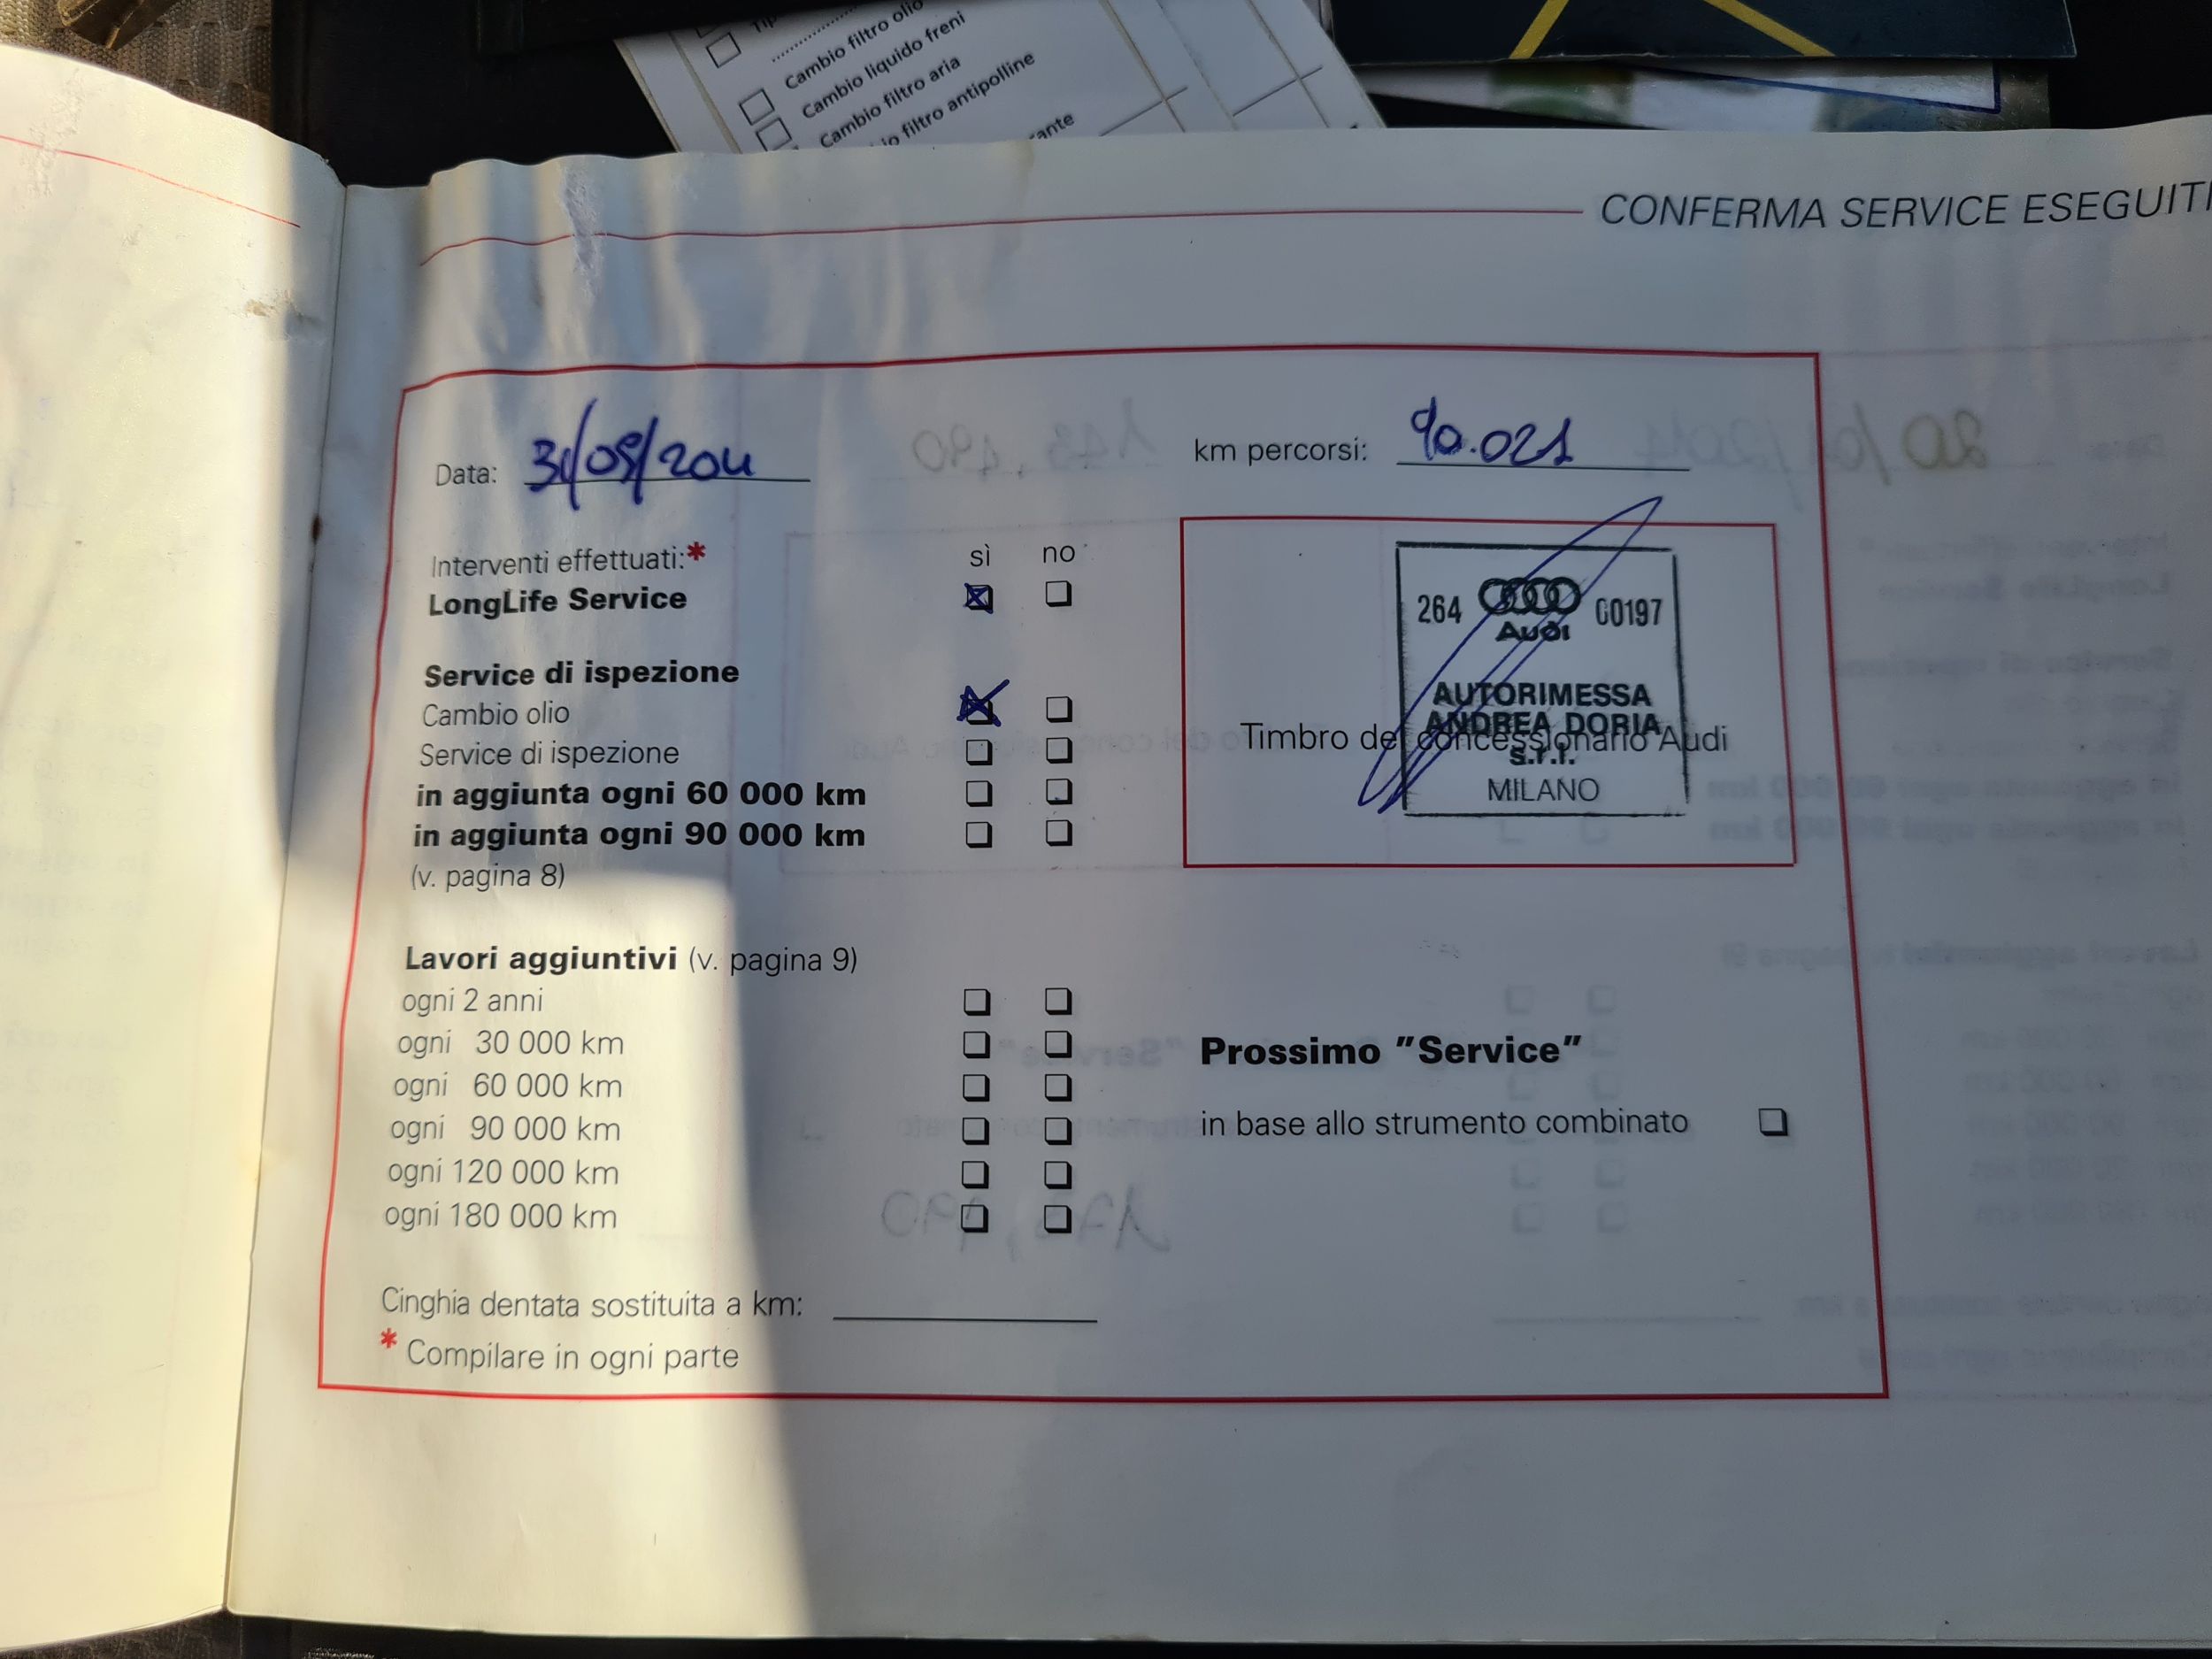 Cambio filtro olio
Cambio liquido freni
Cambio filtro aria
filtro antipolline
CONFERMA SERVICE ESEGUITI
Data: km percorsi: 90.021
Interventi effettuati:* sì no
LongLife Service
264 Audi 00197
Service di ispezione
AUTORIMESSA
Cambio olio
ANDREA DORIA
Timbro del concessionario Audi
s.r.l.
Service di ispezione
MILANO
in aggiunta ogni 60 000 km
in aggiunta ogni 90 000 km
(v. pagina 8)
Lavori aggiuntivi (v. pagina 9)
ogni 2 anni
ogni 30 000 km
Prossimo "Service"
ogni 60 000 km
ogni 90 000 km
in base allo strumento combinato
ogni 120 000 km
ogni 180 000 km
Cinghia dentata sostituita a km:
* Compilare in ogni parte